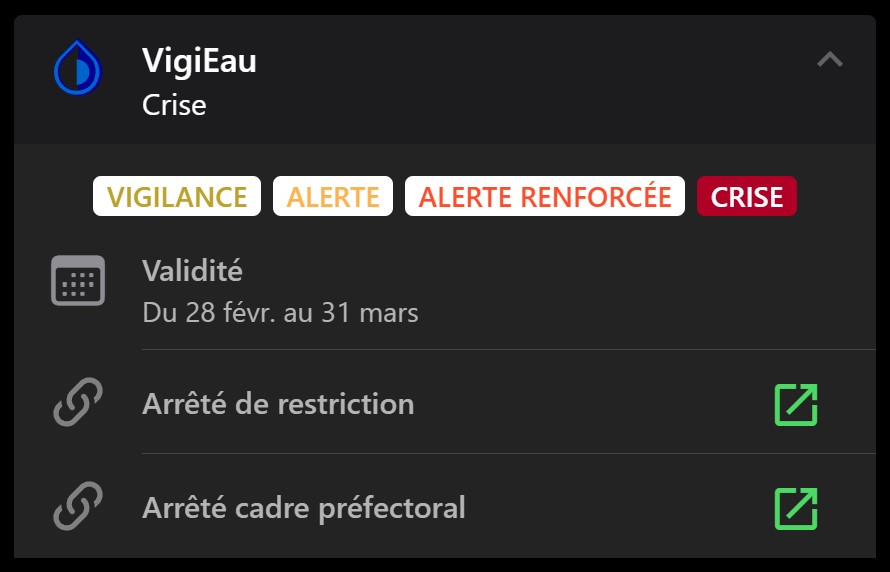 VigiEau
Crise
VIGILANCE ALERTE ALERTE RENFORCÉE CRISE
Validité
Du 28 févr. au 31 mars
Arrêté de restriction
Arrêté cadre préfectoral